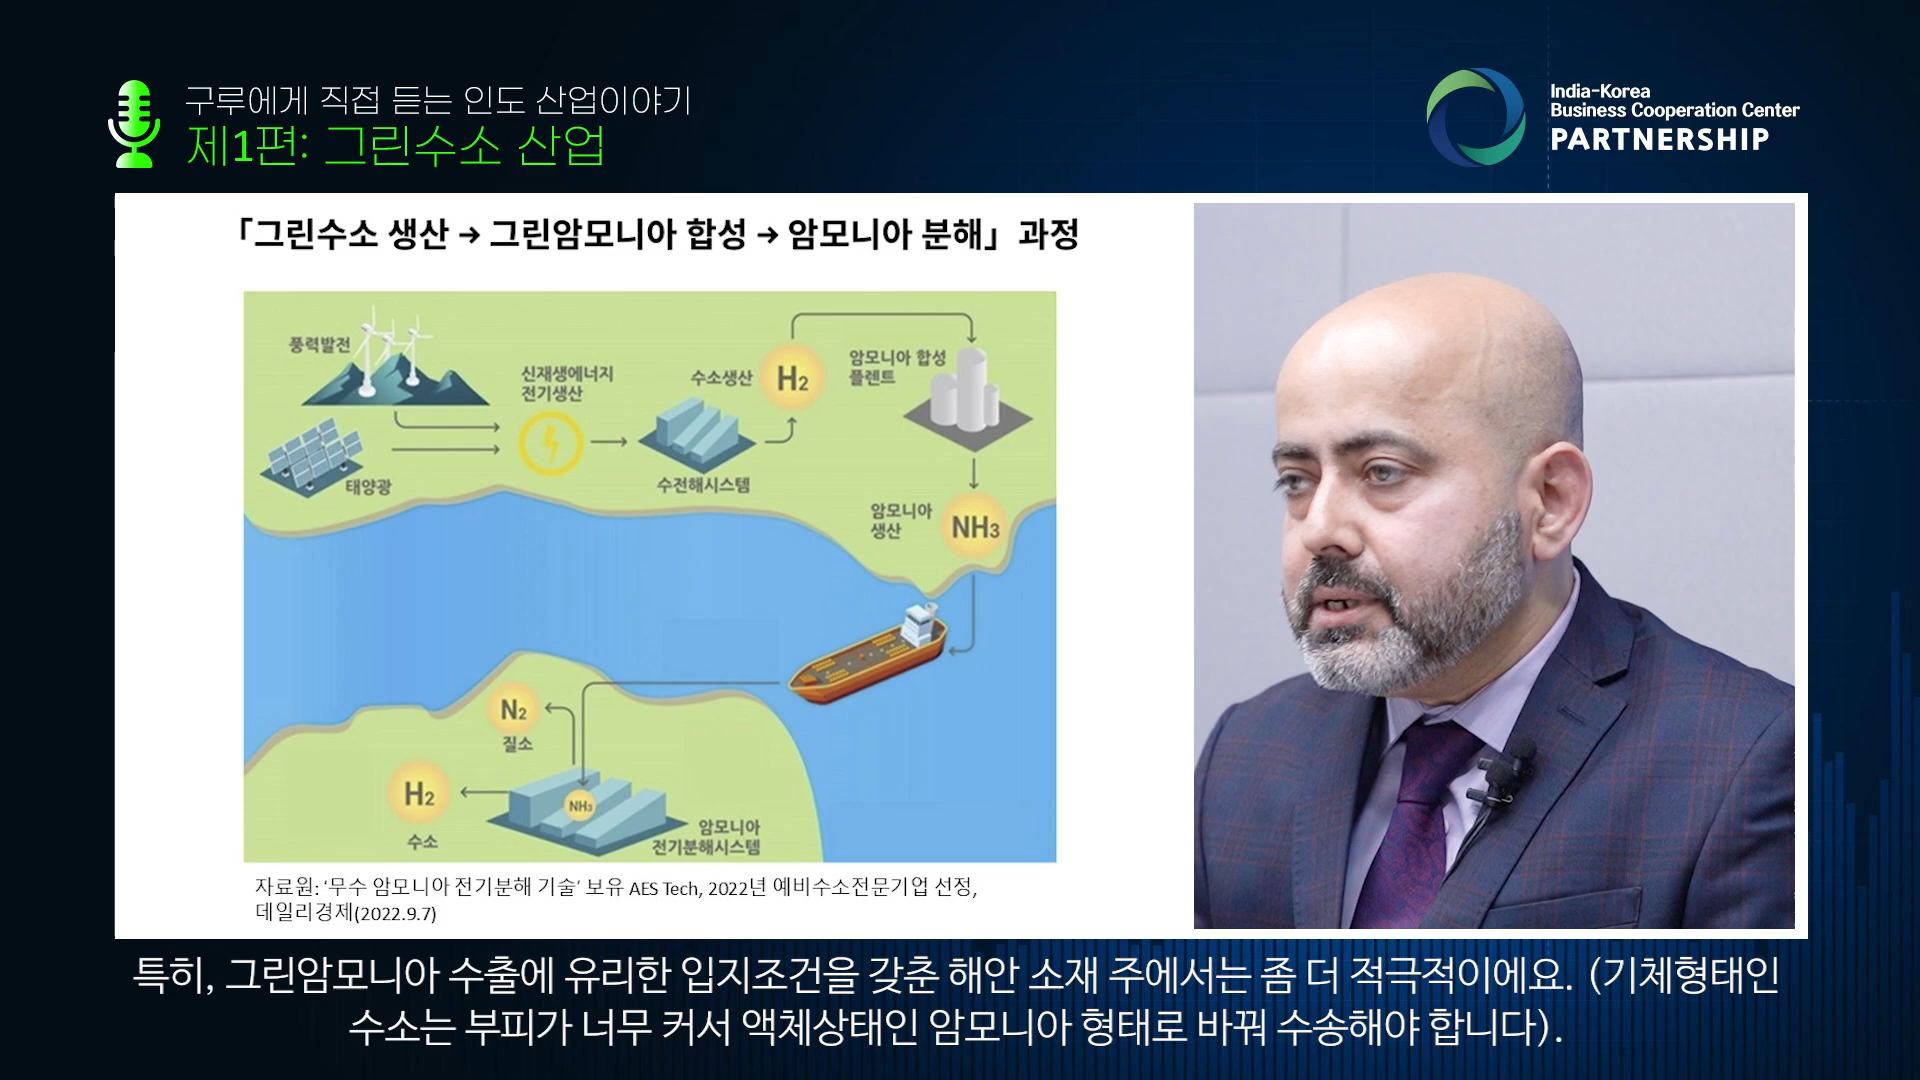 구루에게 직접 듣는 인도 산업이야기
제1편: 그린수소 산업
India-Korea
Business Cooperation Center
PARTNERSHIP
「그린수소 생산 → 그린암모니아 합성 → 암모니아 분해」 과정
풍력발전
태양광
신재생에너지
전기생산
수전해시스템
수소생산
H2
암모니아 합성
플렌트
암모니아
생산
NH3
N2
질소
H2
수소
NH3
암모니아
전기분해시스템
자료원: ‘무수 암모니아 전기분해 기술’ 보유 AES Tech, 2022년 예비수소전문기업 선정,
데일리경제(2022.9.7)
특히, 그린암모니아 수출에 유리한 입지조건을 갖춘 해안 소재 주에서는 좀 더 적극적이에요. (기체형태인
수소는 부피가 너무 커서 액체상태인 암모니아 형태로 바꿔 수송해야 합니다).